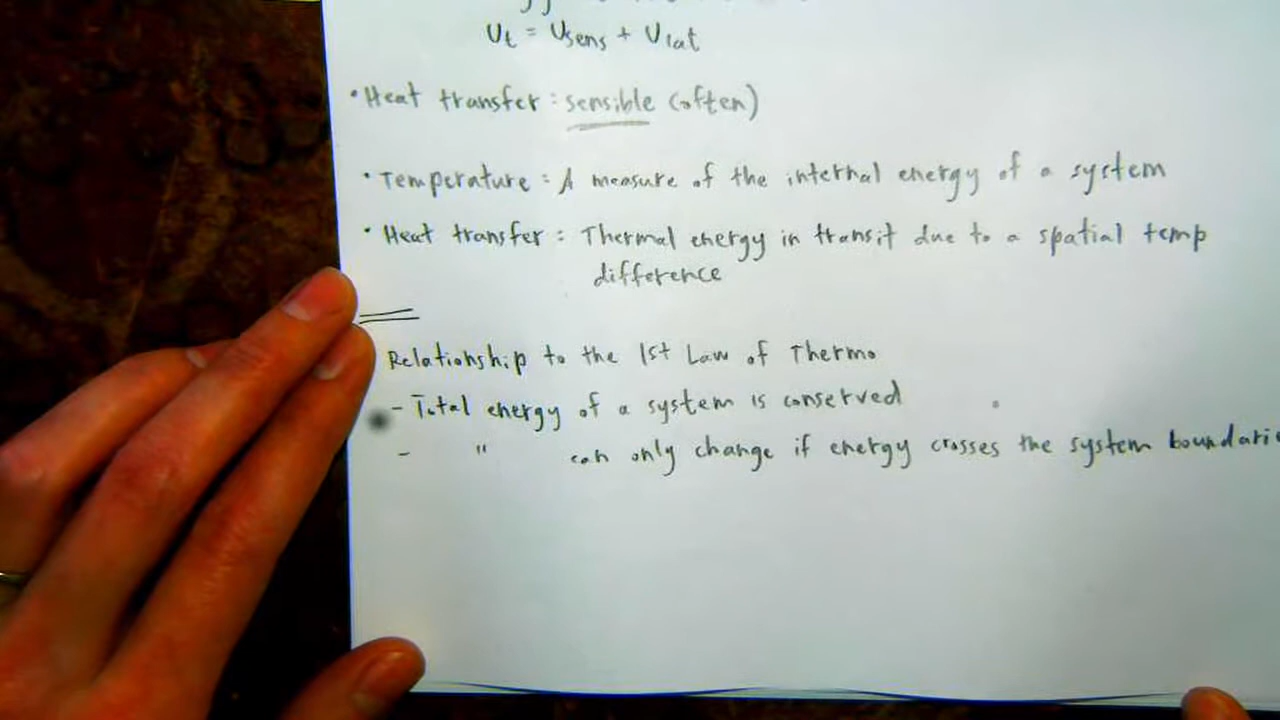 Ut = Usens + Ulat
• Heat transfer : sensible (often)
• Temperature : A measure of the internal energy of a system
• Heat transfer : Thermal energy in transit due to a spatial temp
difference
Relationship to the 1st Law of Thermo
- Total energy of a system is conserved
- " can only change if energy crosses the system